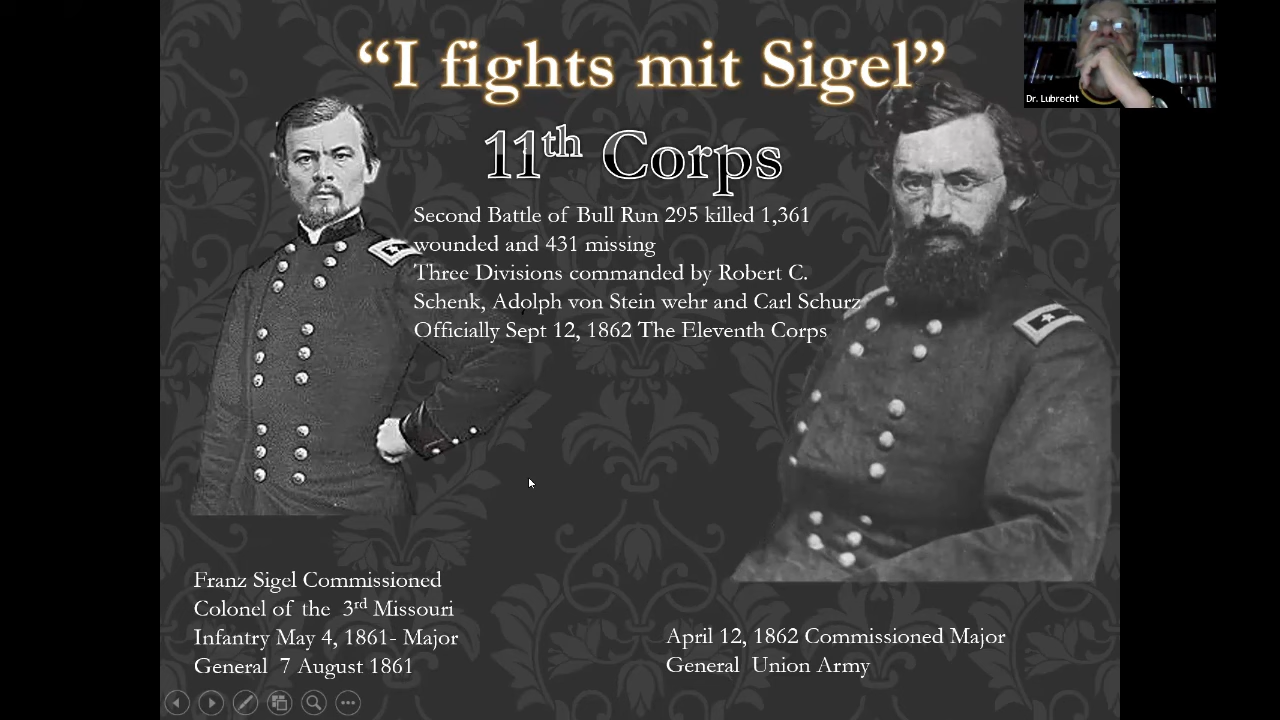 “I fights mit Sigel”
Dr. Lubrecht
11th Corps
Second Battle of Bull Run 295 killed 1,361
wounded and 431 missing
Three Divisions commanded by Robert C.
Schenk, Adolph von Stein wehr and Carl Schurz
Officially Sept 12, 1862 The Eleventh Corps
Franz Sigel Commissioned
Colonel of the 3rd Missouri
Infantry May 4, 1861- Major
General 7 August 1861
April 12, 1862 Commissioned Major
General Union Army